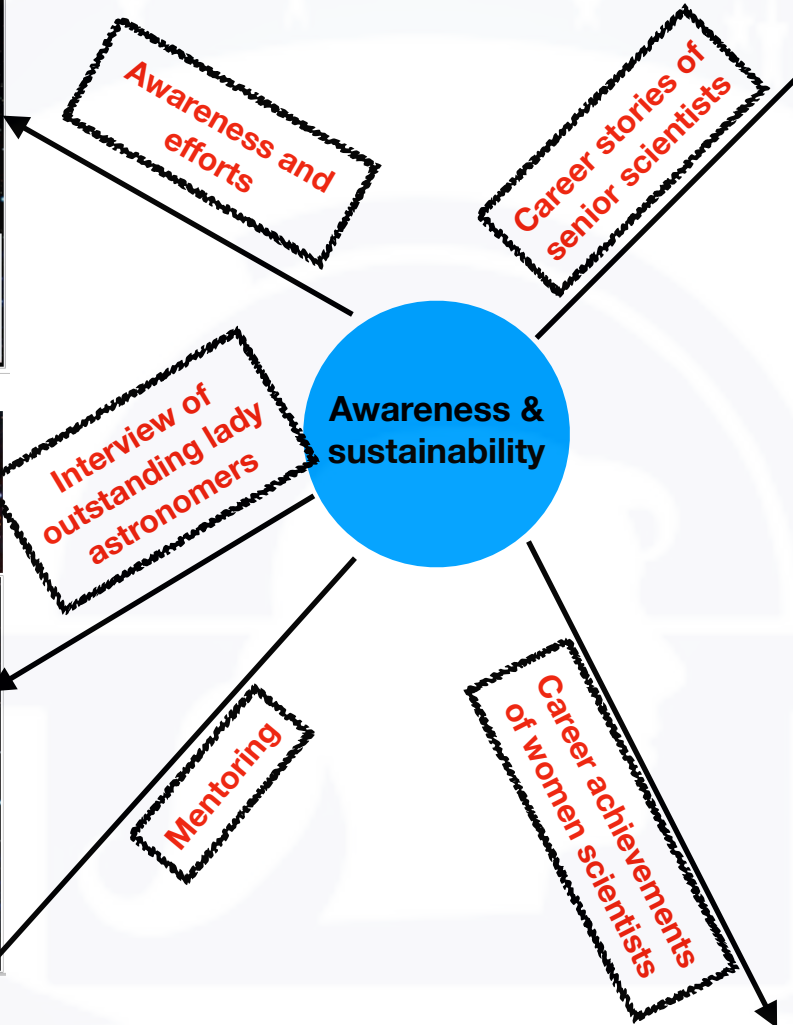 Awareness and
efforts
Career stories of
senior scientists
Awareness &
sustainability
Interview of
outstanding lady
astronomers
Mentoring
Career achievements
of women scientists